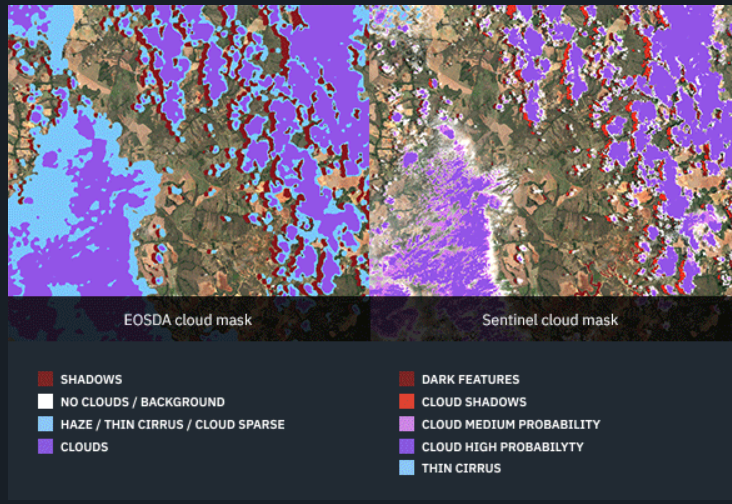 EOSDA cloud mask
Sentinel cloud mask
SHADOWS
NO CLOUDS / BACKGROUND
HAZE / THIN CIRRUS / CLOUD SPARSE
CLOUDS
DARK FEATURES
CLOUD SHADOWS
CLOUD MEDIUM PROBABILITY
CLOUD HIGH PROBABILYTY
THIN CIRRUS